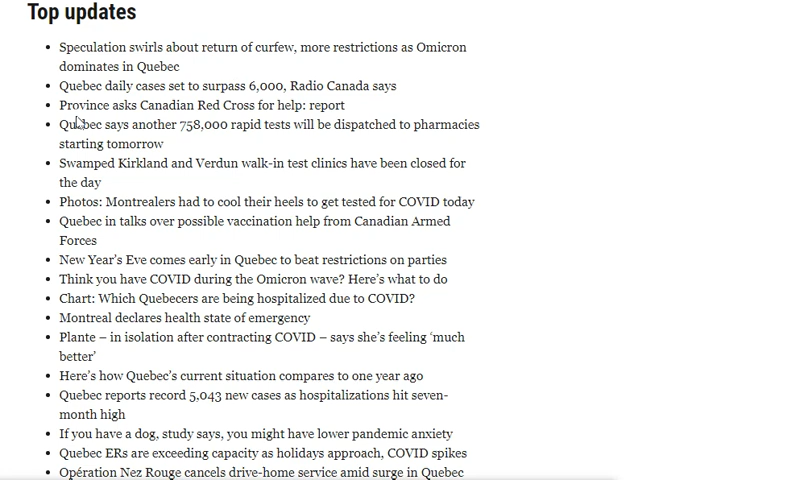 Top updates
Speculation swirls about return of curfew, more restrictions as Omicron
dominates in Quebec
Quebec daily cases set to surpass 6,000, Radio Canada says
Province asks Canadian Red Cross for help: report
Quebec says another 758,000 rapid tests will be dispatched to pharmacies
starting tomorrow
Swamped Kirkland and Verdun walk-in test clinics have been closed for
the day
Photos: Montrealers had to cool their heels to get tested for COVID today
Quebec in talks over possible vaccination help from Canadian Armed
Forces
New Year's Eve comes early in Quebec to beat restrictions on parties
Think you have COVID during the Omicron wave? Here's what to do
Chart: Which Quebecers are being hospitalized due to COVID?
Montreal declares health state of emergency
Plante – in isolation after contracting COVID – says she's feeling ‘much
better’
Here's how Quebec's current situation compares to one year ago
Quebec reports record 5,043 new cases as hospitalizations hit seven-
month high
If you have a dog, study says, you might have lower pandemic anxiety
Quebec ERs are exceeding capacity as holidays approach, COVID spikes
Opération Nez Rouge cancels drive-home service amid surge in Quebec